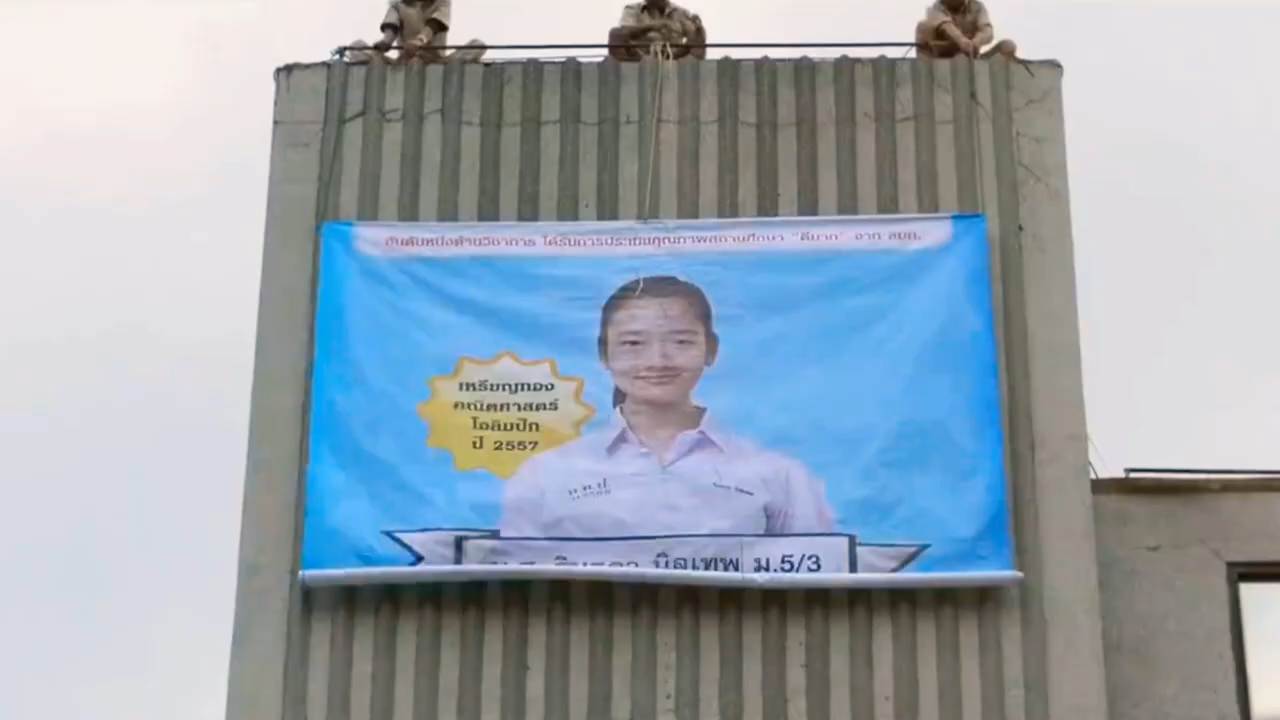 อันดับหนึ่งด้านวิชาการ ได้รับการประเมินคุณภาพสถานศึกษา "ดีมาก" จาก สมศ.
เหรียญทอง
คณิตศาสตร์
โอลิมปิก
ปี 2557
นิลเทพ ม.5/3